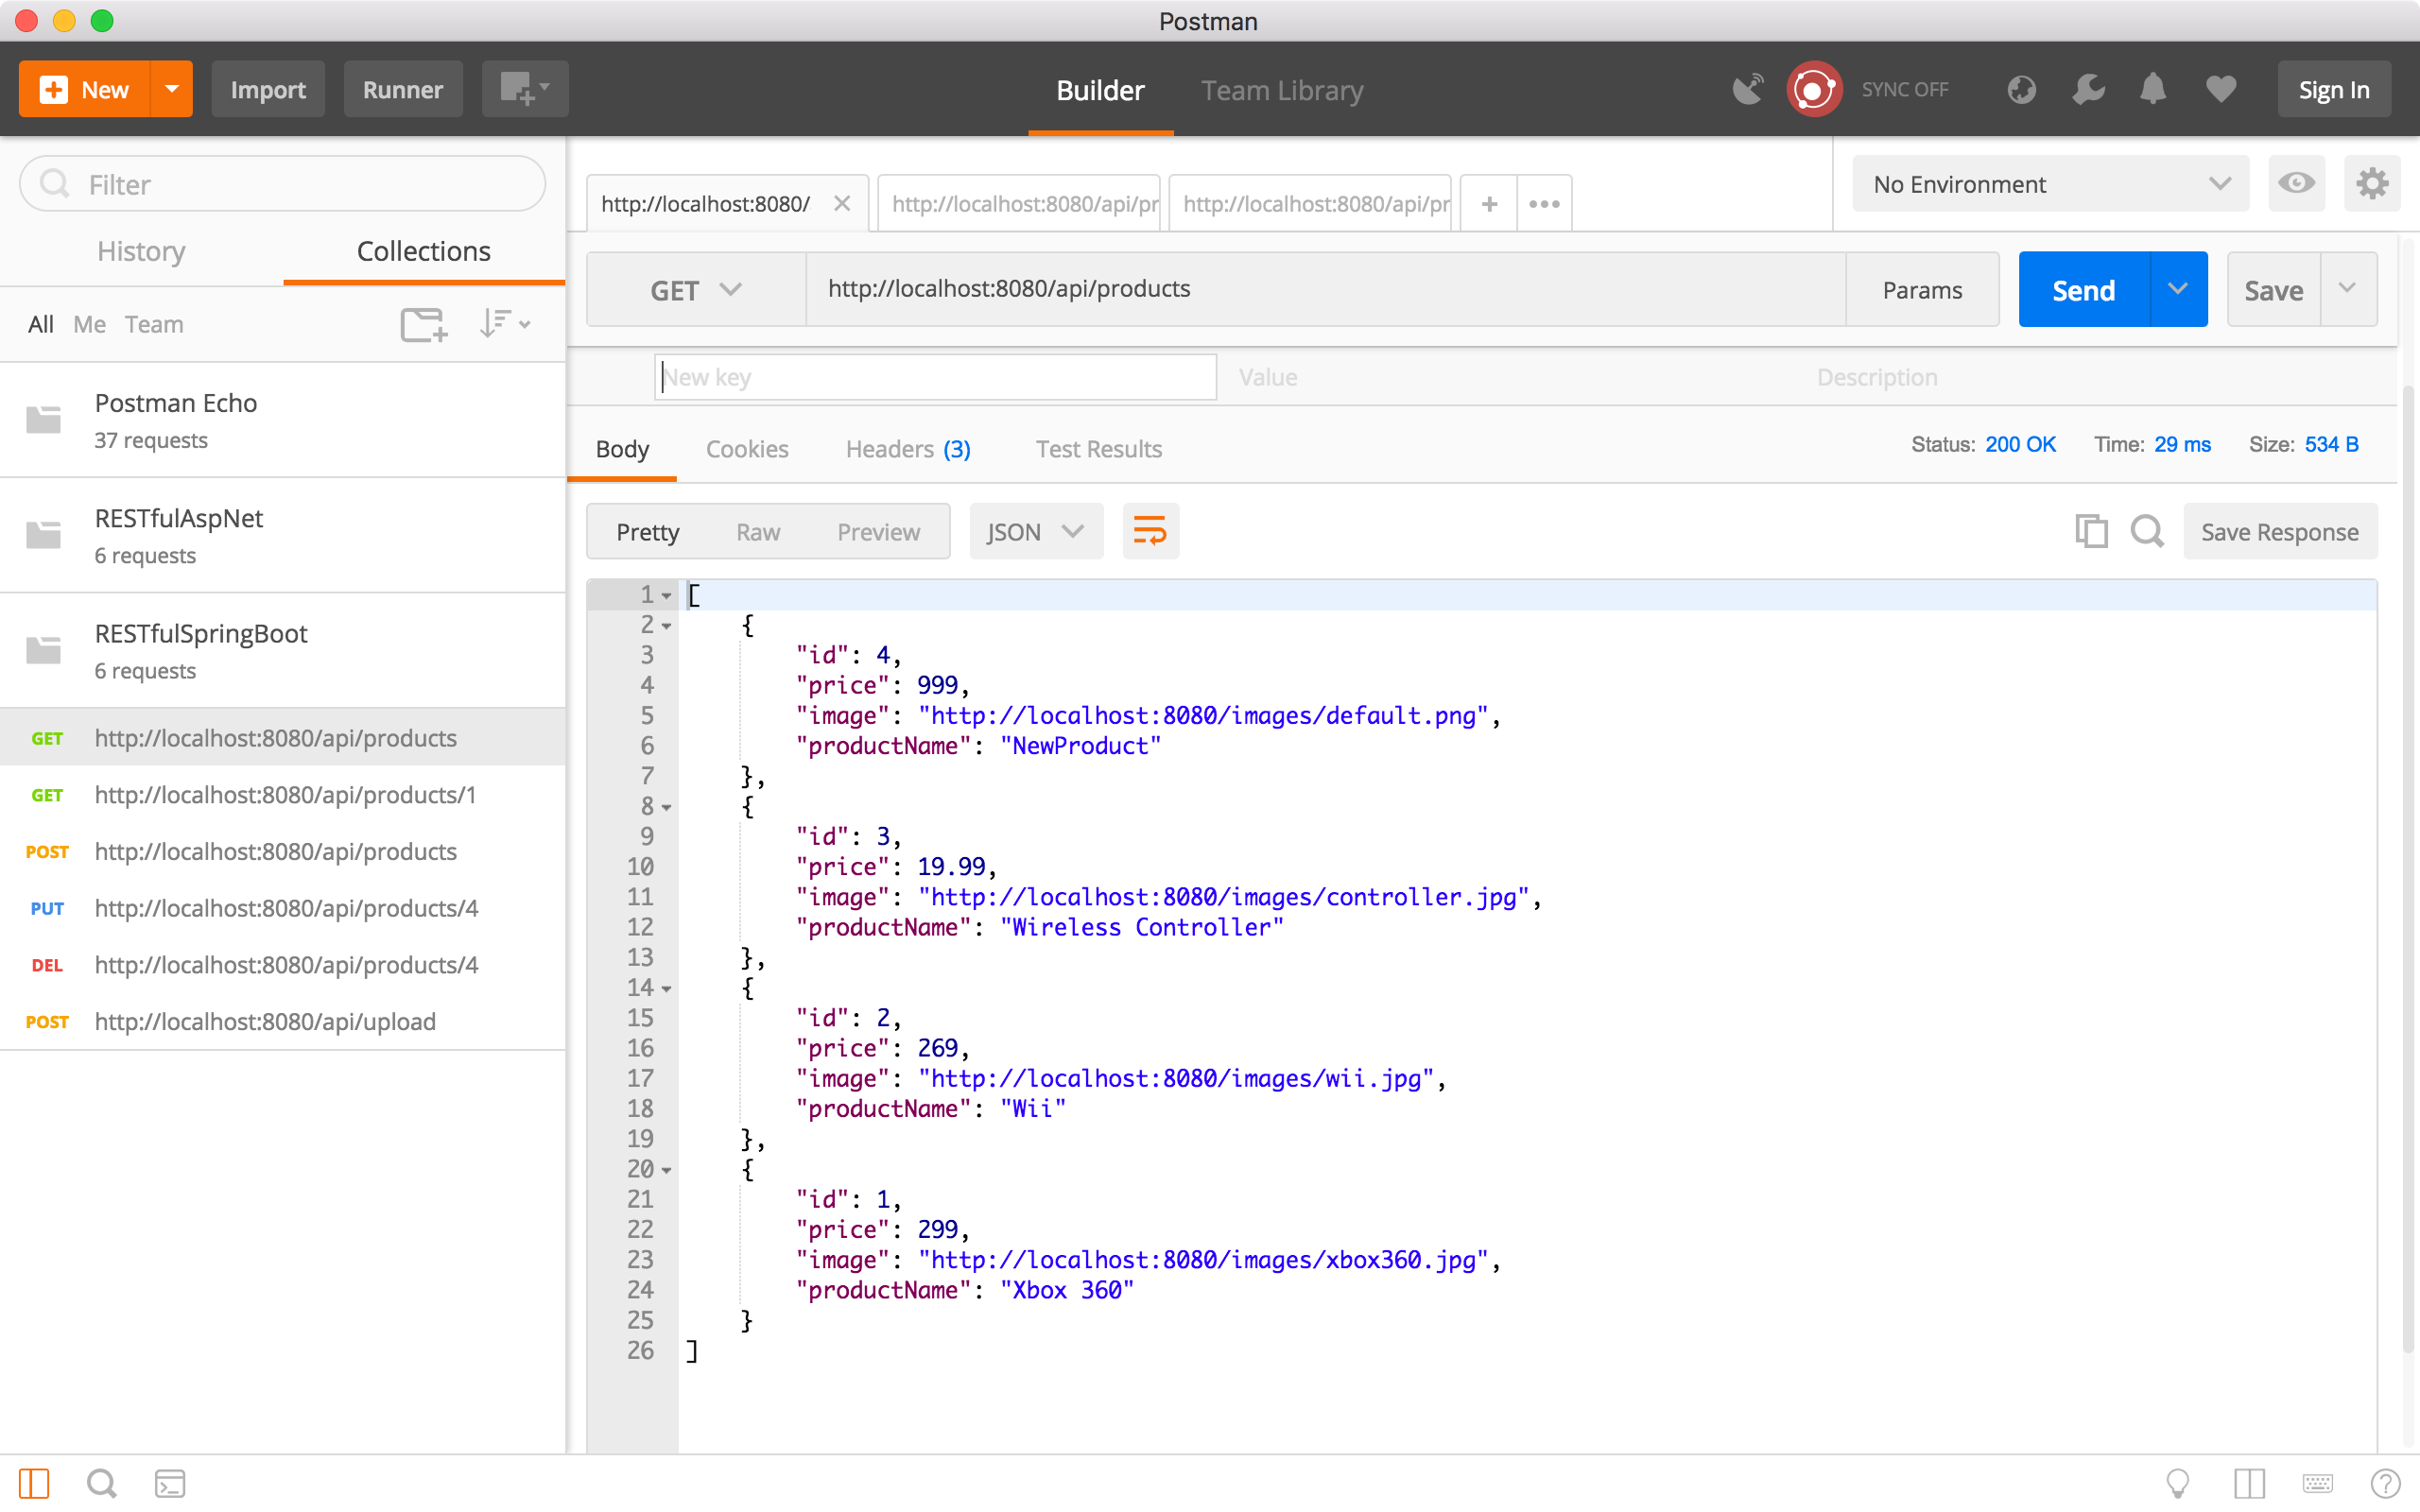 Postman
New Import Runner Builder Team Library SYNC OFF Sign In
Filter
History Collections
All Me Team
Postman Echo
37 requests
RESTfulAspNet
6 requests
RESTfulSpringBoot
6 requests
GET http://localhost:8080/api/products
GET http://localhost:8080/api/products/1
POST http://localhost:8080/api/products
PUT http://localhost:8080/api/products/4
DEL http://localhost:8080/api/products/4
POST http://localhost:8080/api/upload
http://localhost:8080/ http://localhost:8080/api/pr http://localhost:8080/api/pr No Environment
GET http://localhost:8080/api/products Params Send Save
New key Value Description
Body Cookies Headers (3) Test Results Status: 200 OK Time: 29 ms Size: 534 B
Pretty Raw Preview JSON Save Response
1 [
2 {
3 "id": 4,
4 "price": 999,
5 "image": "http://localhost:8080/images/default.png",
6 "productName": "NewProduct"
7 },
8 {
9 "id": 3,
10 "price": 19.99,
11 "image": "http://localhost:8080/images/controller.jpg",
12 "productName": "Wireless Controller"
13 },
14 {
15 "id": 2,
16 "price": 269,
17 "image": "http://localhost:8080/images/wii.jpg",
18 "productName": "Wii"
19 },
20 {
21 "id": 1,
22 "price": 299,
23 "image": "http://localhost:8080/images/xbox360.jpg",
24 "productName": "Xbox 360"
25 }
26 ]